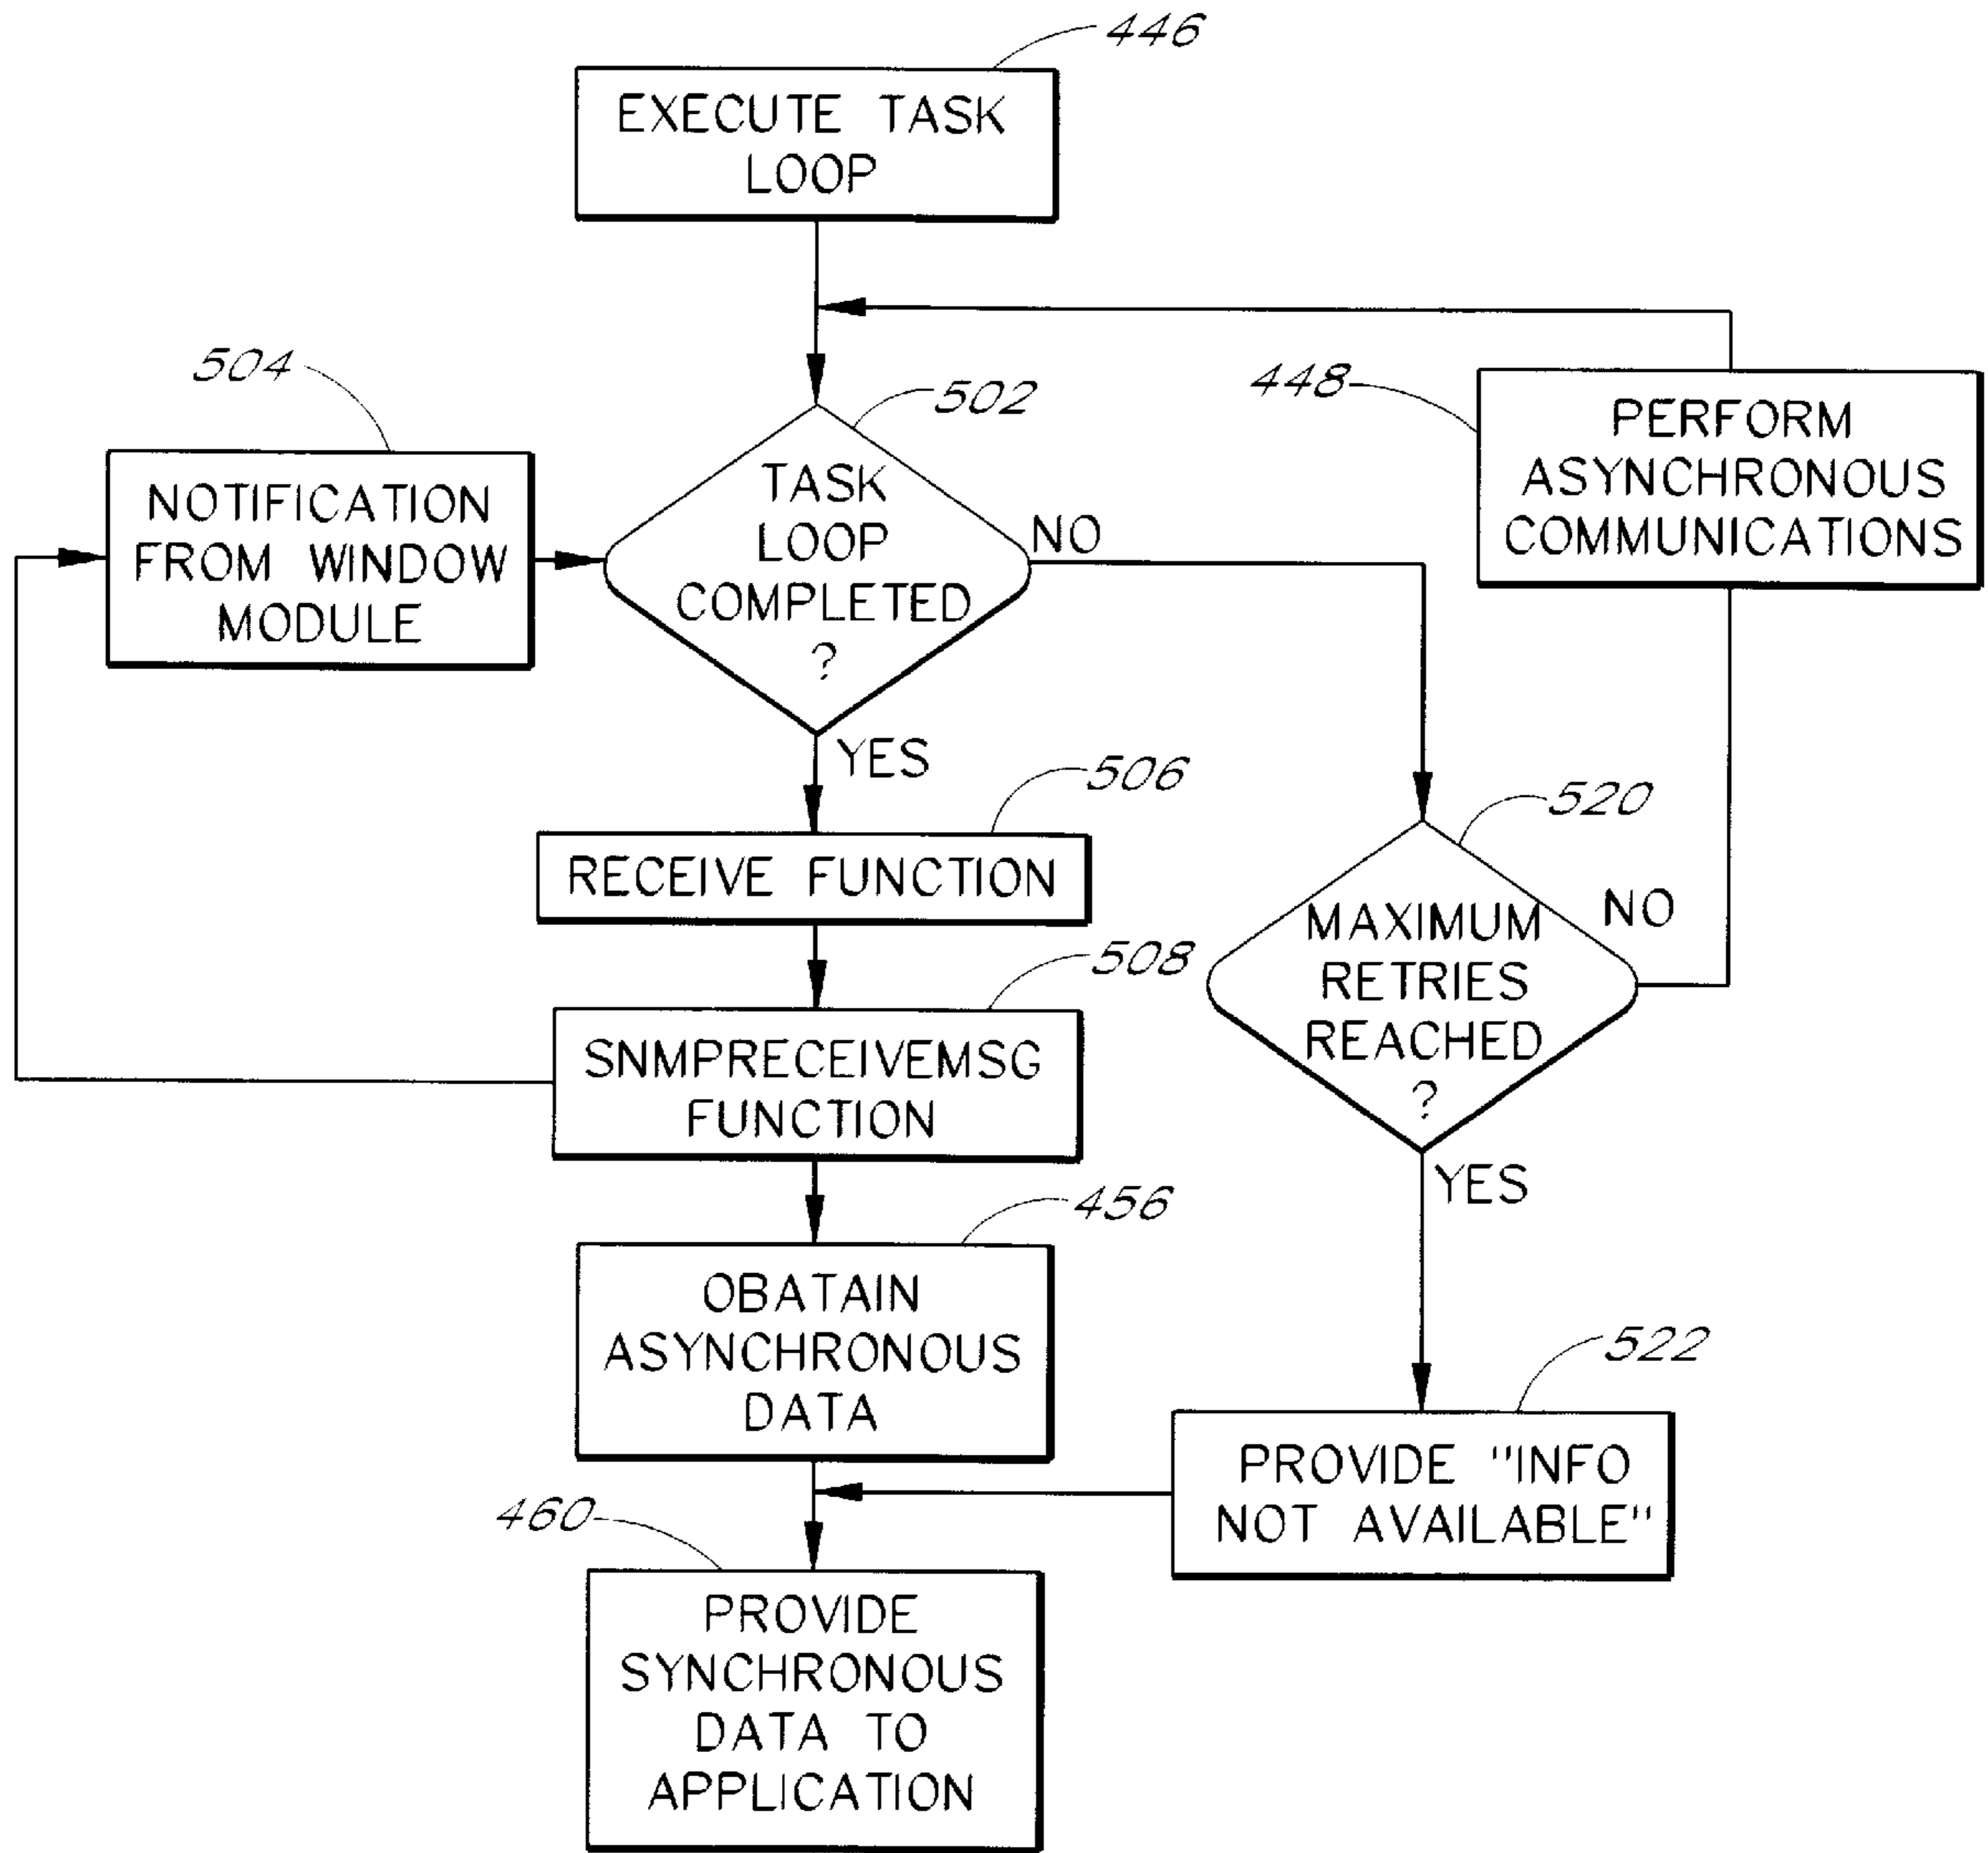 446
EXECUTE TASK
LOOP
504
502
448
NOTIFICATION
FROM WINDOW
MODULE
TASK
LOOP
COMPLETED
?
NO
PERFORM
ASYNCHRONOUS
COMMUNICATIONS
YES
506
RECEIVE FUNCTION
520
MAXIMUM
RETRIES
REACHED
?
NO
508
SNMPRECEIVEMSG
FUNCTION
YES
456
OBATAIN
ASYNCHRONOUS
DATA
522
PROVIDE "INFO
NOT AVAILABLE"
460
PROVIDE
SYNCHRONOUS
DATA TO
APPLICATION